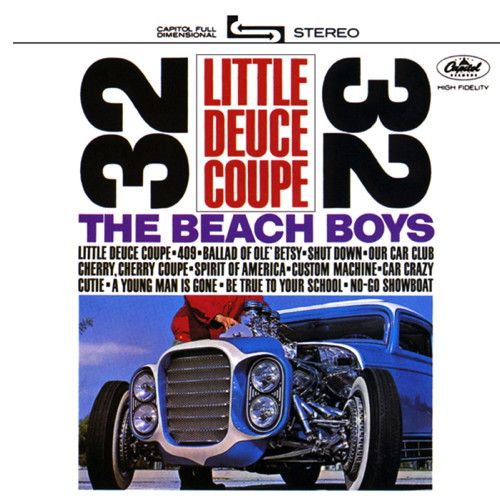 CAPITOL FULL
DIMENSIONAL
STEREO
Capitol
RECORDS
HIGH FIDELITY
32
LITTLE
DEUCE
COUPE
32
THE BEACH BOYS
LITTLE DEUCE COUPE•409•BALLAD OF OLE' BETSY•SHUT DOWN•OUR CAR CLUB
CHERRY, CHERRY COUPE•SPIRIT OF AMERICA•CUSTOM MACHINE•CAR CRAZY
CUTIE•A YOUNG MAN IS GONE•BE TRUE TO YOUR SCHOOL•NO-GO SHOWBOAT